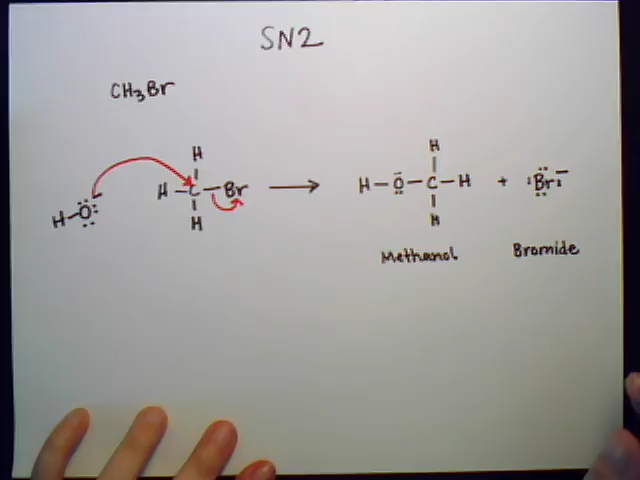 SN2
CH3Br
H
H
H-O-C-H + Br-
H-O- H-C-Br →
H
H
Methanol Bromide